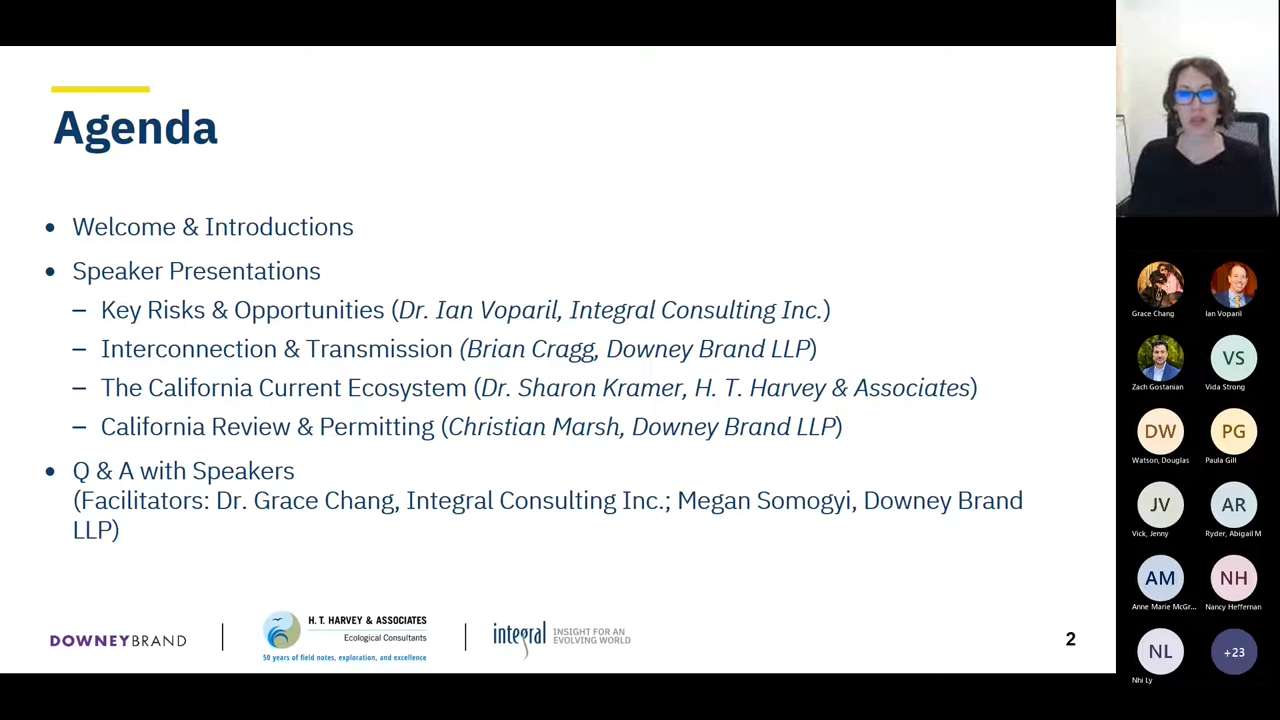 Agenda
• Welcome & Introductions
• Speaker Presentations
– Key Risks & Opportunities (Dr. Ian Voparil, Integral Consulting Inc.)
– Interconnection & Transmission (Brian Cragg, Downey Brand LLP)
– The California Current Ecosystem (Dr. Sharon Kramer, H. T. Harvey & Associates)
– California Review & Permitting (Christian Marsh, Downey Brand LLP)
• Q & A with Speakers
(Facilitators: Dr. Grace Chang, Integral Consulting Inc.; Megan Somogyi, Downey Brand
LLP)
DOWNEYBRAND
H. T. HARVEY & ASSOCIATES
Ecological Consultants
50 years of field notes, exploration, and excellence
integral
INSIGHT FOR AN
EVOLVING WORLD
2
Grace Chang
Ian Voparil
Zach Gostanian
VS
Vida Strong
DW
Watson, Douglas
PG
Paula Gill
JV
Vick, Jenny
AR
Ryder, Abigail M
AM
Anne Marie McGr...
NH
Nancy Heffernan
NL
Nhi Ly
+23